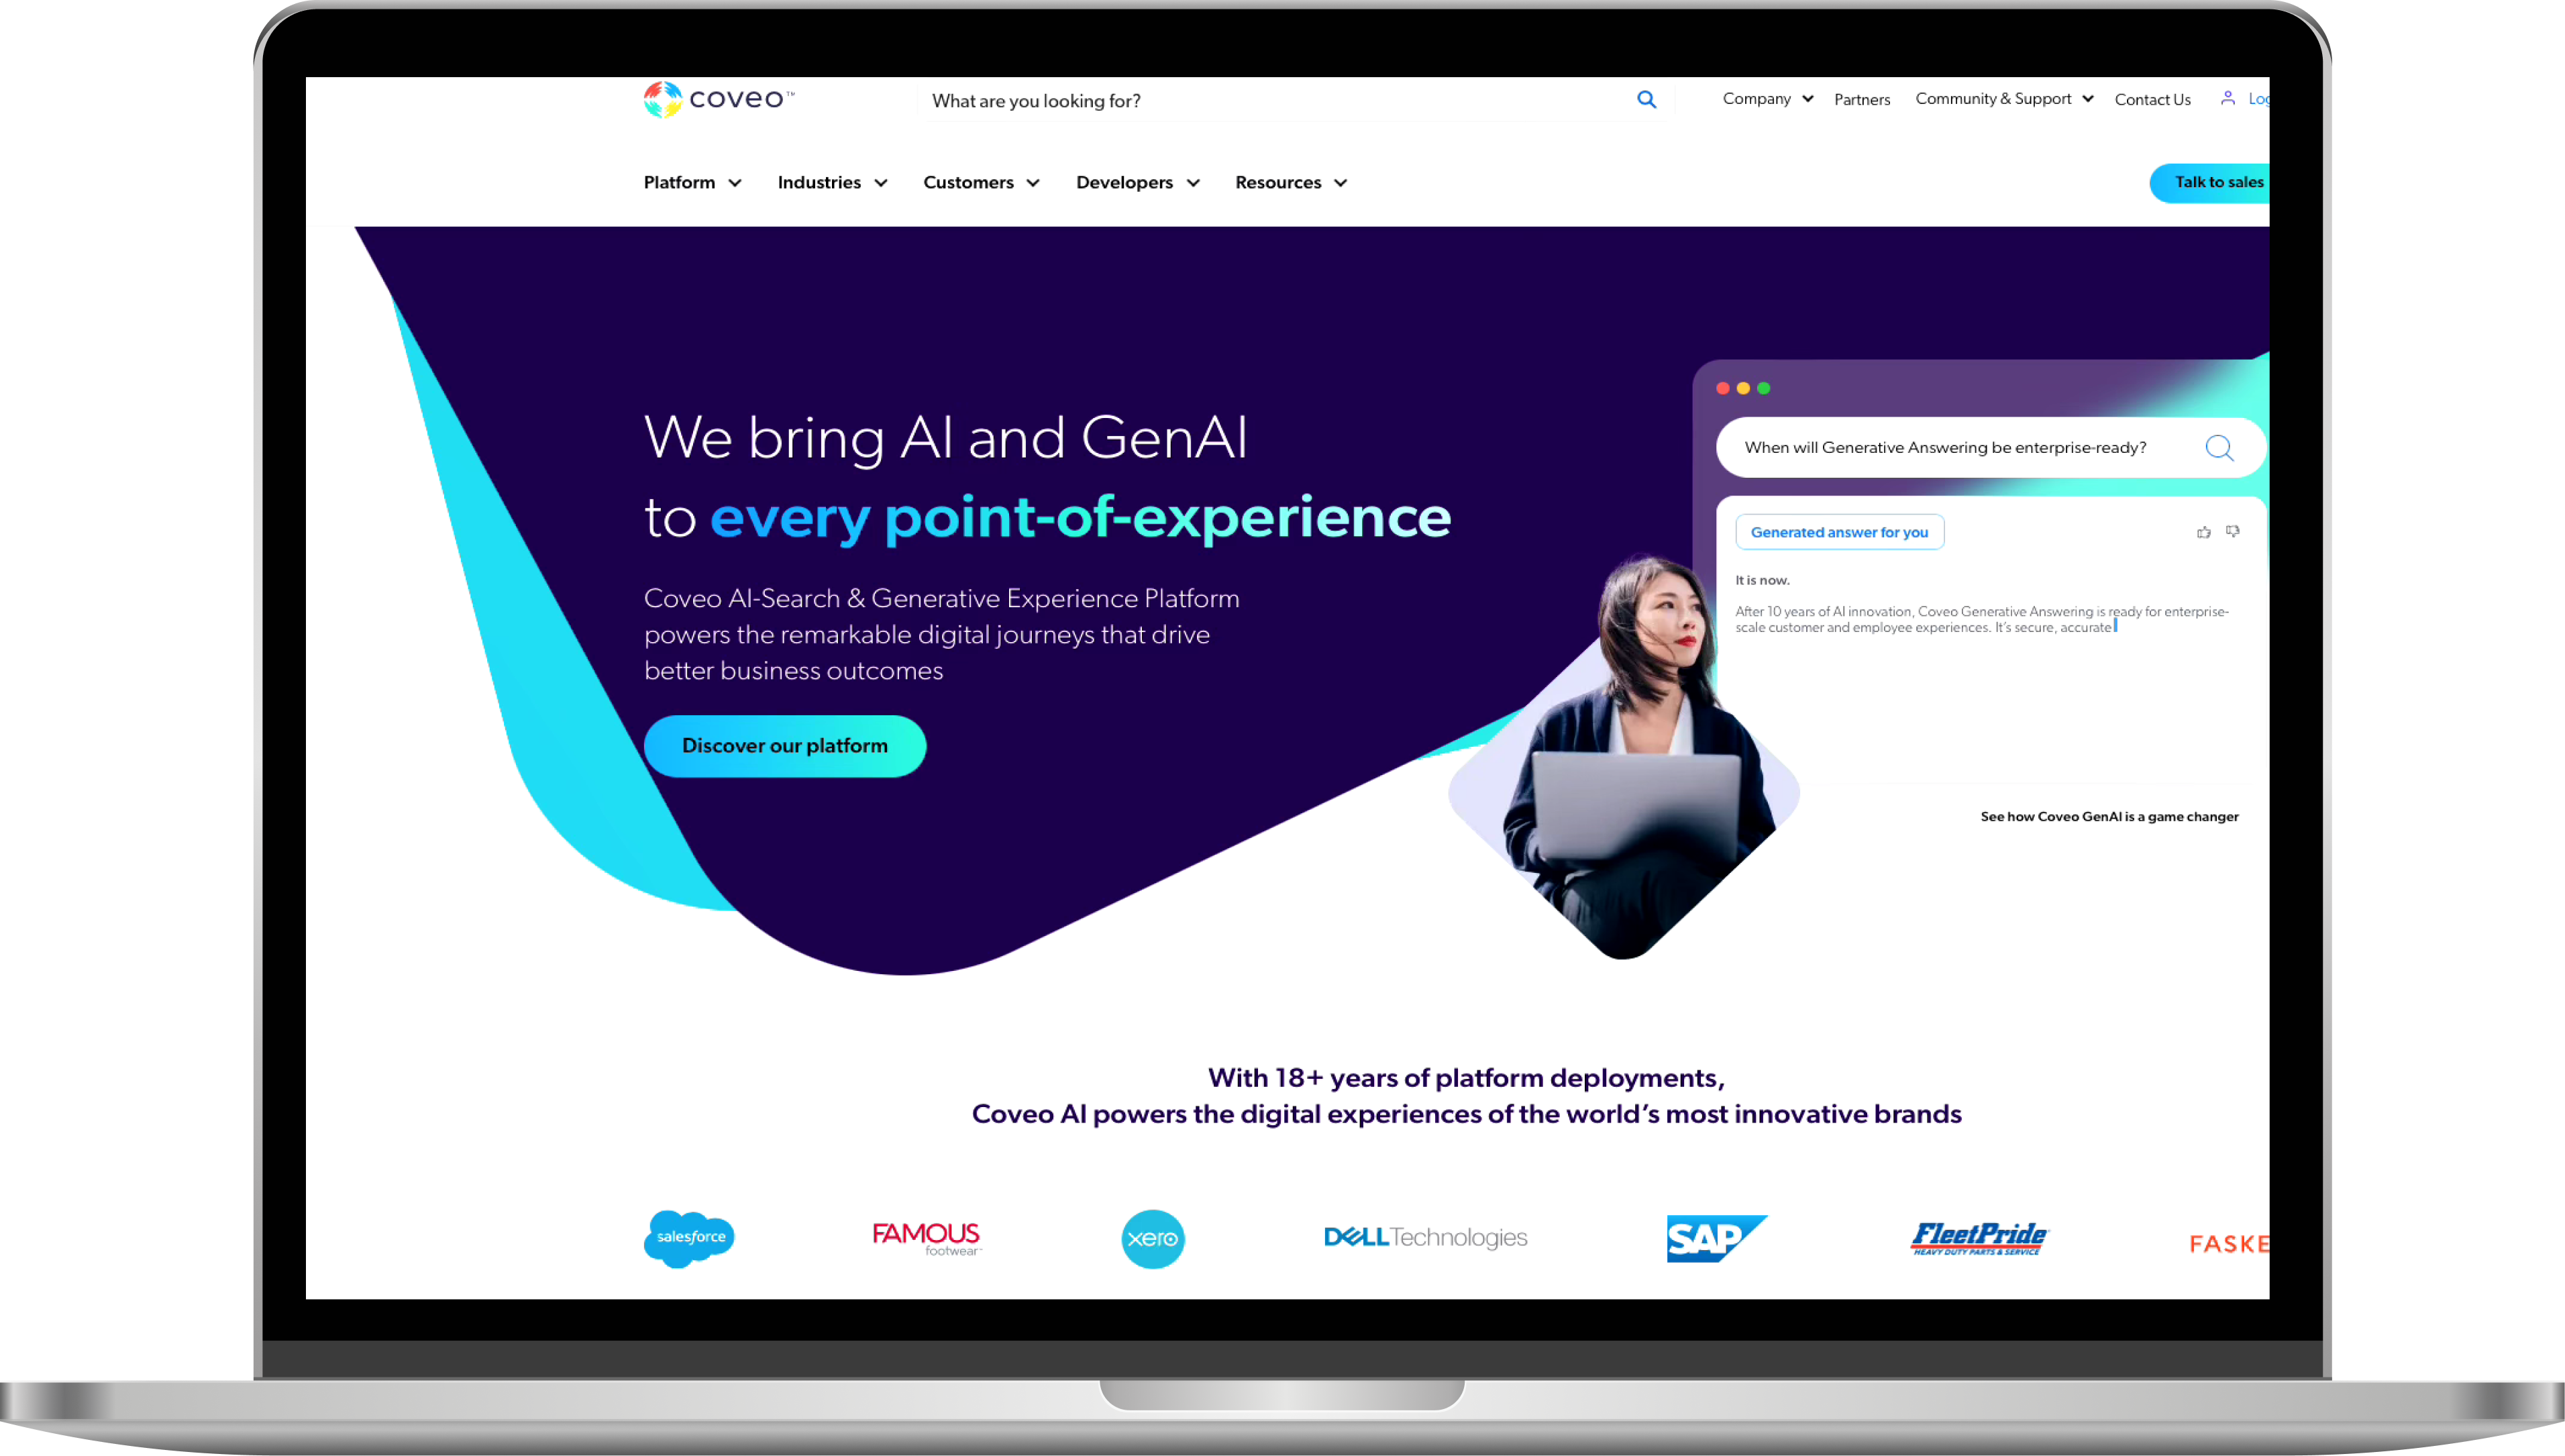 coveo™
What are you looking for?
Company
Partners
Community & Support
Contact Us
Platform
Industries
Customers
Developers
Resources
Talk to sales
We bring AI and GenAI
to every point-of-experience
Coveo AI-Search & Generative Experience Platform
powers the remarkable digital journeys that drive
better business outcomes
Discover our platform
When will Generative Answering be enterprise-ready?
Generated answer for you
It is now.
After 10 years of AI innovation, Coveo Generative Answering is ready for enterprise-
scale customer and employee experiences. It's secure, accurate
See how Coveo GenAI is a game changer
With 18+ years of platform deployments,
Coveo AI powers the digital experiences of the world's most innovative brands
salesforce
FAMOUS
footwear
xero
DELL Technologies
SAP
FleetPride
HEAVY DUTY PARTS & SERVICE